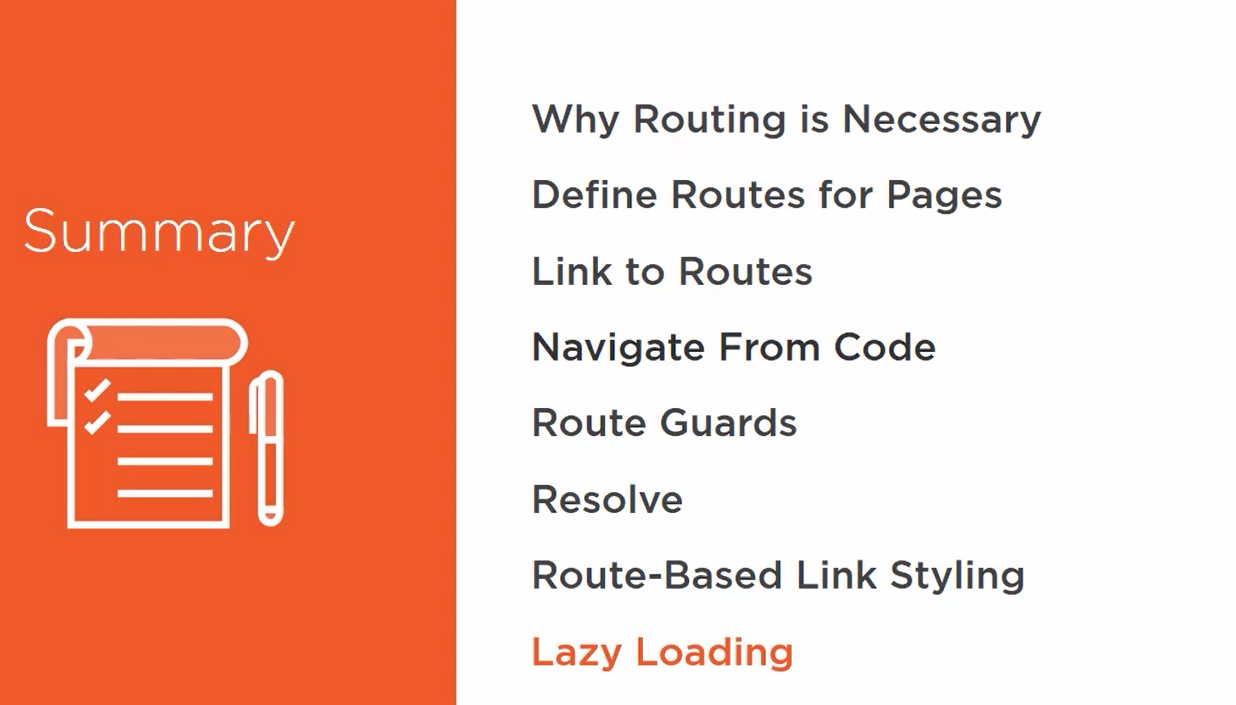 Summary
Why Routing is Necessary
Define Routes for Pages
Link to Routes
Navigate From Code
Route Guards
Resolve
Route-Based Link Styling
Lazy Loading